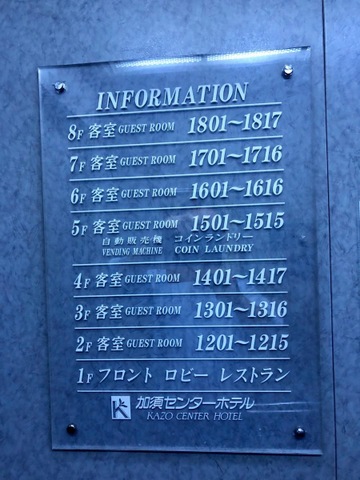 INFORMATION
8F 客室 GUEST ROOM 1801〜1817
7F 客室 GUEST ROOM 1701〜1716
6F 客室 GUEST ROOM 1601〜1616
5F 客室 GUEST ROOM 1501〜1515
自動販売機 コインランドリー
VENDING MACHINE COIN LAUNDRY
4F 客室 GUEST ROOM 1401〜1417
3F 客室 GUEST ROOM 1301〜1316
2F 客室 GUEST ROOM 1201〜1215
1F フロント ロビー レストラン
加須センターホテル
KAZO CENTER HOTEL